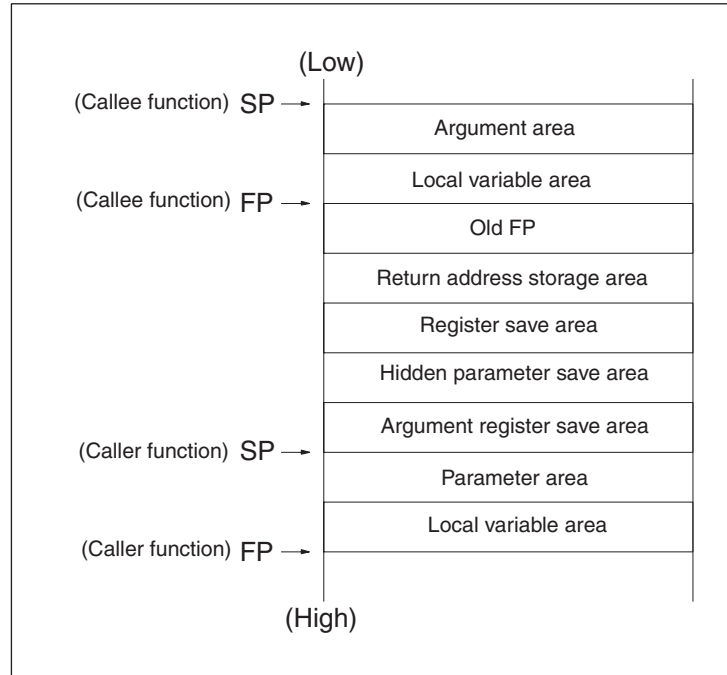 (Low)
(Callee function) SP
Argument area
Local variable area
(Callee function) FP
Old FP
Return address storage area
Register save area
Hidden parameter save area
Argument register save area
(Caller function) SP
Parameter area
Local variable area
(Caller function) FP
(High)